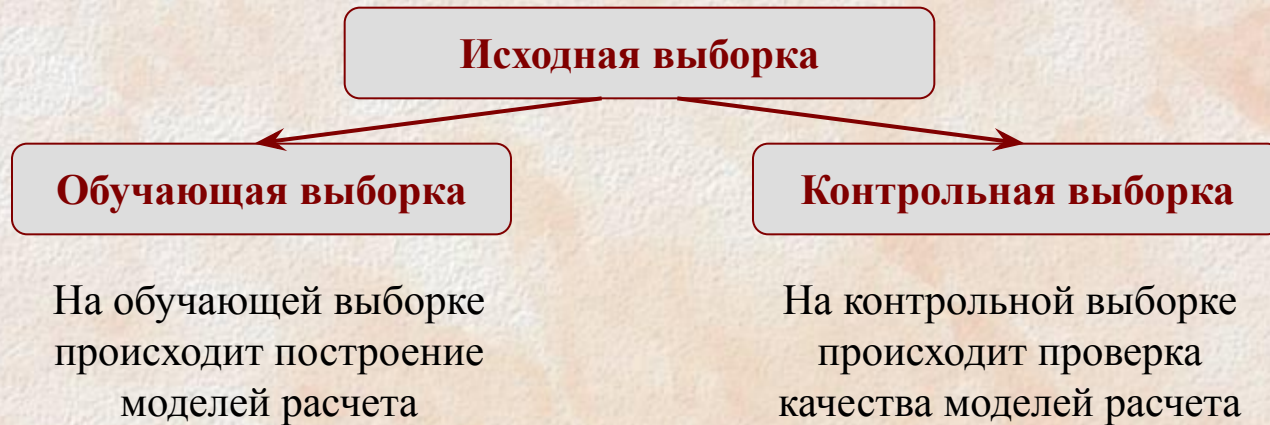 Исходная выборка
Обучающая выборка
Контрольная выборка
На обучающей выборке
происходит построение
моделей расчета
На контрольной выборке
происходит проверка
качества моделей расчета